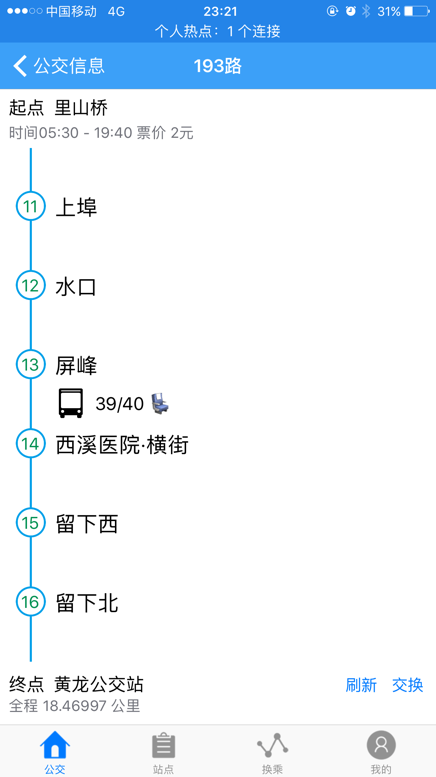 中国移动 4G 23:21 31%
个人热点：1 个连接
公交信息 193路
起点 里山桥
时间05:30 - 19:40 票价 2元
11 上埠
12 水口
13 屏峰
39/40
14 西溪医院·横街
15 留下西
16 留下北
终点 黄龙公交站 刷新 交换
全程 18.46997 公里
公交 站点 换乘 我的